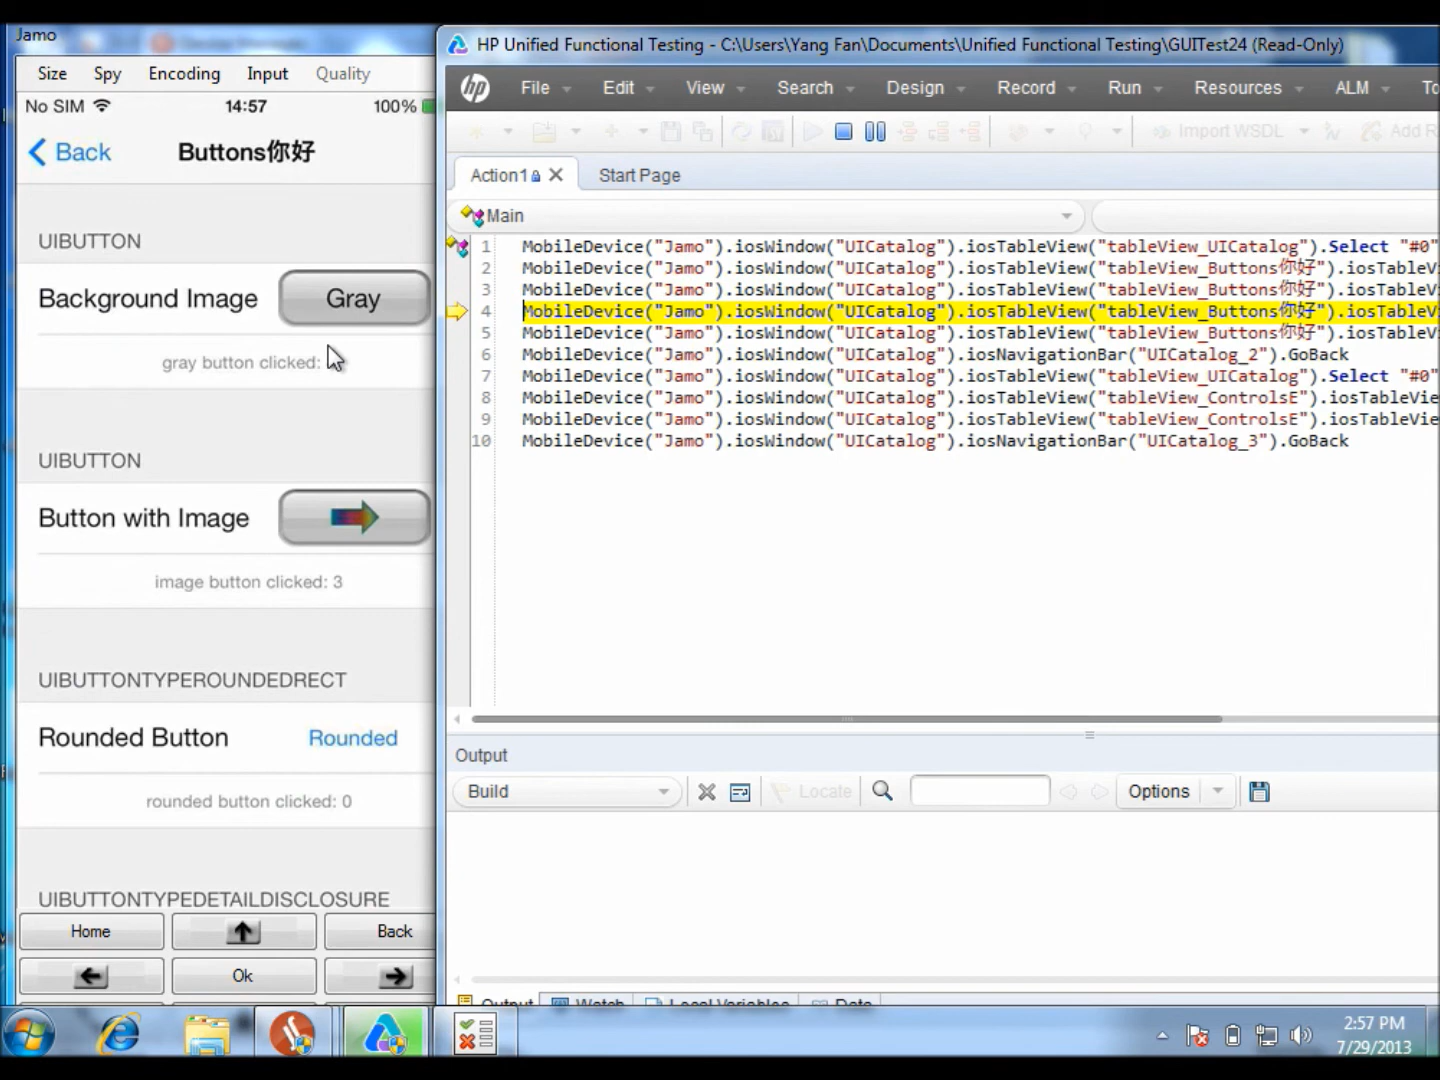 Jamo
Size Spy Encoding Input Quality
No SIM 14:57 100%
Back Buttons你好
UIBUTTON
Background Image Gray
gray button clicked:
UIBUTTON
Button with Image
image button clicked: 3
UIBUTTONTYPEROUNDEDRECT
Rounded Button Rounded
rounded button clicked: 0
UIBUTTONTYPEDETAILDISCLOSURE
Home Back
Ok
HP Unified Functional Testing - C:\Users\Yang Fan\Documents\Unified Functional Testing\GUITest24 (Read-Only)
hp File Edit View Search Design Record Run Resources ALM To
Import WSDL Add R
Action1 Start Page
Main
1 MobileDevice("Jamo").iosWindow("UICatalog").iosTableView("tableView_UICatalog").Select "#0"
2 MobileDevice("Jamo").iosWindow("UICatalog").iosTableView("tableView_Buttons你好").iosTableV
3 MobileDevice("Jamo").iosWindow("UICatalog").iosTableView("tableView_Buttons你好").iosTableV
4 MobileDevice("Jamo").iosWindow("UICatalog").iosTableView("tableView_Buttons你好").iosTableV
5 MobileDevice("Jamo").iosWindow("UICatalog").iosTableView("tableView_Buttons你好").iosTableV
6 MobileDevice("Jamo").iosWindow("UICatalog").iosNavigationBar("UICatalog_2").GoBack
7 MobileDevice("Jamo").iosWindow("UICatalog").iosTableView("tableView_UICatalog").Select "#0"
8 MobileDevice("Jamo").iosWindow("UICatalog").iosTableView("tableView_ControlsE").iosTableVie
9 MobileDevice("Jamo").iosWindow("UICatalog").iosTableView("tableView_ControlsE").iosTableVie
10 MobileDevice("Jamo").iosWindow("UICatalog").iosNavigationBar("UICatalog_3").GoBack
Output
Build Locate Options
Output Watch Local Variables Data
2:57 PM
7/29/2013